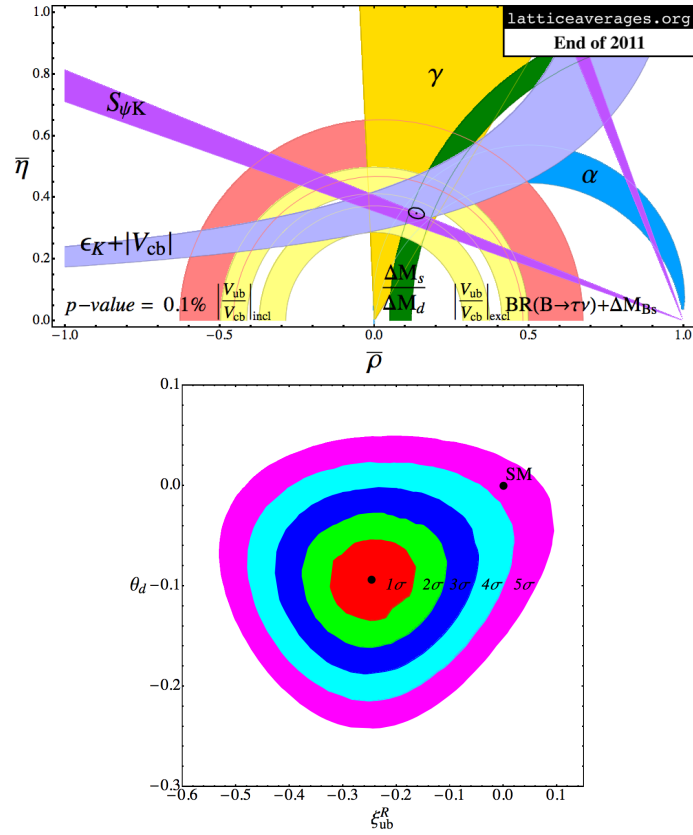 latticeaverages.org
End of 2011
1.0
0.8
0.6
0.4
0.2
0.0
η̅
S_ψK
γ
α
ϵ_K+|V_cb|
p-value = 0.1%
|V_ub/V_cb|_incl
ΔM_s/ΔM_d
|V_ub/V_cb|_excl
BR(B→τν)+ΔM_Bs
-1.0 -0.5 0.0 0.5 1.0
ρ̅
0.1
0.0
-0.1
-0.2
-0.3
θ_d
SM
1σ 2σ 3σ 4σ 5σ
-0.6 -0.5 -0.4 -0.3 -0.2 -0.1 0.0 0.1
ξ^R_ub